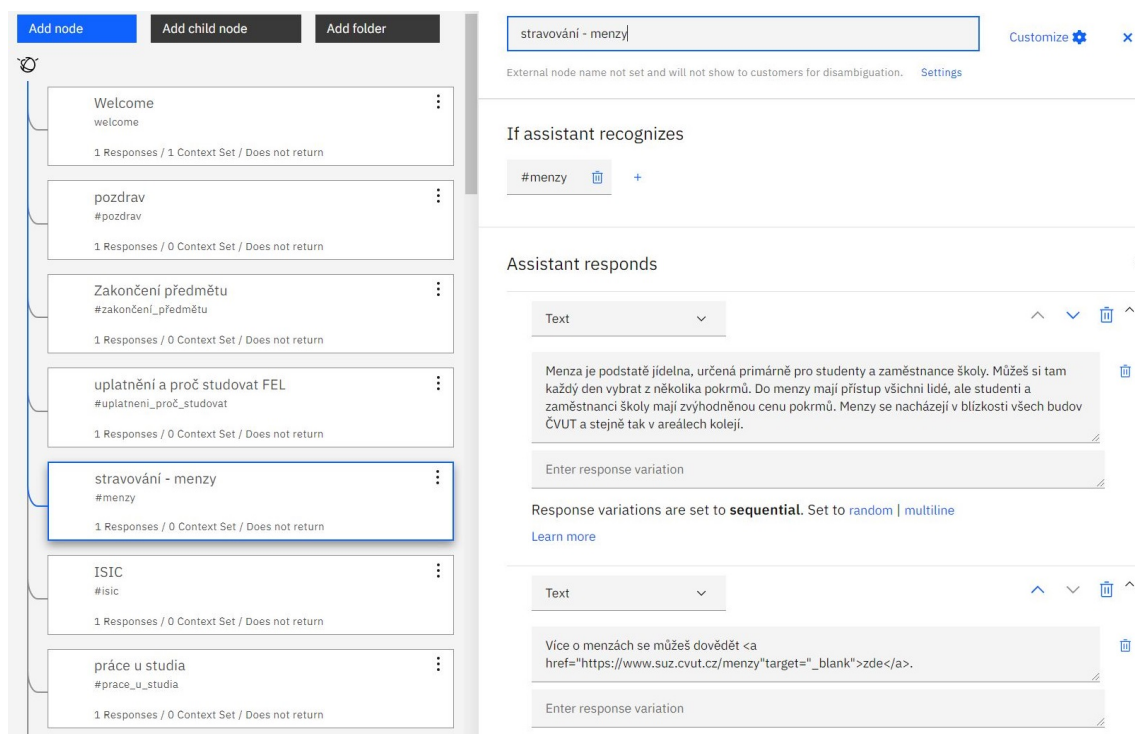 Add node
Add child node
Add folder
Welcome
welcome
1 Responses / 1 Context Set / Does not return
pozdrav
#pozdrav
1 Responses / 0 Context Set / Does not return
Zakončení předmětu
#zakončení_předmětu
1 Responses / 0 Context Set / Does not return
uplatnění a proč studovat FEL
#uplatneni_proč_studovat
1 Responses / 0 Context Set / Does not return
stravování - menzy
#menzy
1 Responses / 0 Context Set / Does not return
ISIC
#isic
1 Responses / 0 Context Set / Does not return
práce u studia
#prace_u_studia
1 Responses / 0 Context Set / Does not return
stravování - menzy
Customize
External node name not set and will not show to customers for disambiguation. Settings
If assistant recognizes
#menzy
Assistant responds
Text
Menza je podstatě jídelna, určená primárně pro studenty a zaměstnance školy. Můžeš si tam
každý den vybrat z několika pokrmů. Do menzy mají přístup všichni lidé, ale studenti a
zaměstnanci školy mají zvýhodněnou cenu pokrmů. Menzy se nacházejí v blízkosti všech budov
ČVUT a stejně tak v areálech kolejí.
Enter response variation
Response variations are set to sequential. Set to random | multiline
Learn more
Text
Více o menzách se můžeš dovědět <a
href="https://www.suz.cvut.cz/menzy"target="_blank">zde</a>.
Enter response variation